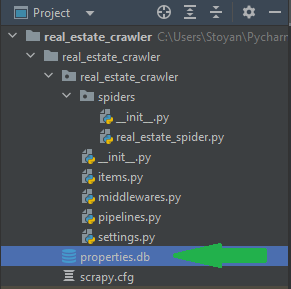 Project
real_estate_crawler C:\Users\Stoyan\Pycharm
real_estate_crawler
real_estate_crawler
spiders
__init__.py
real_estate_spider.py
__init__.py
items.py
middlewares.py
pipelines.py
settings.py
properties.db
scrapy.cfg